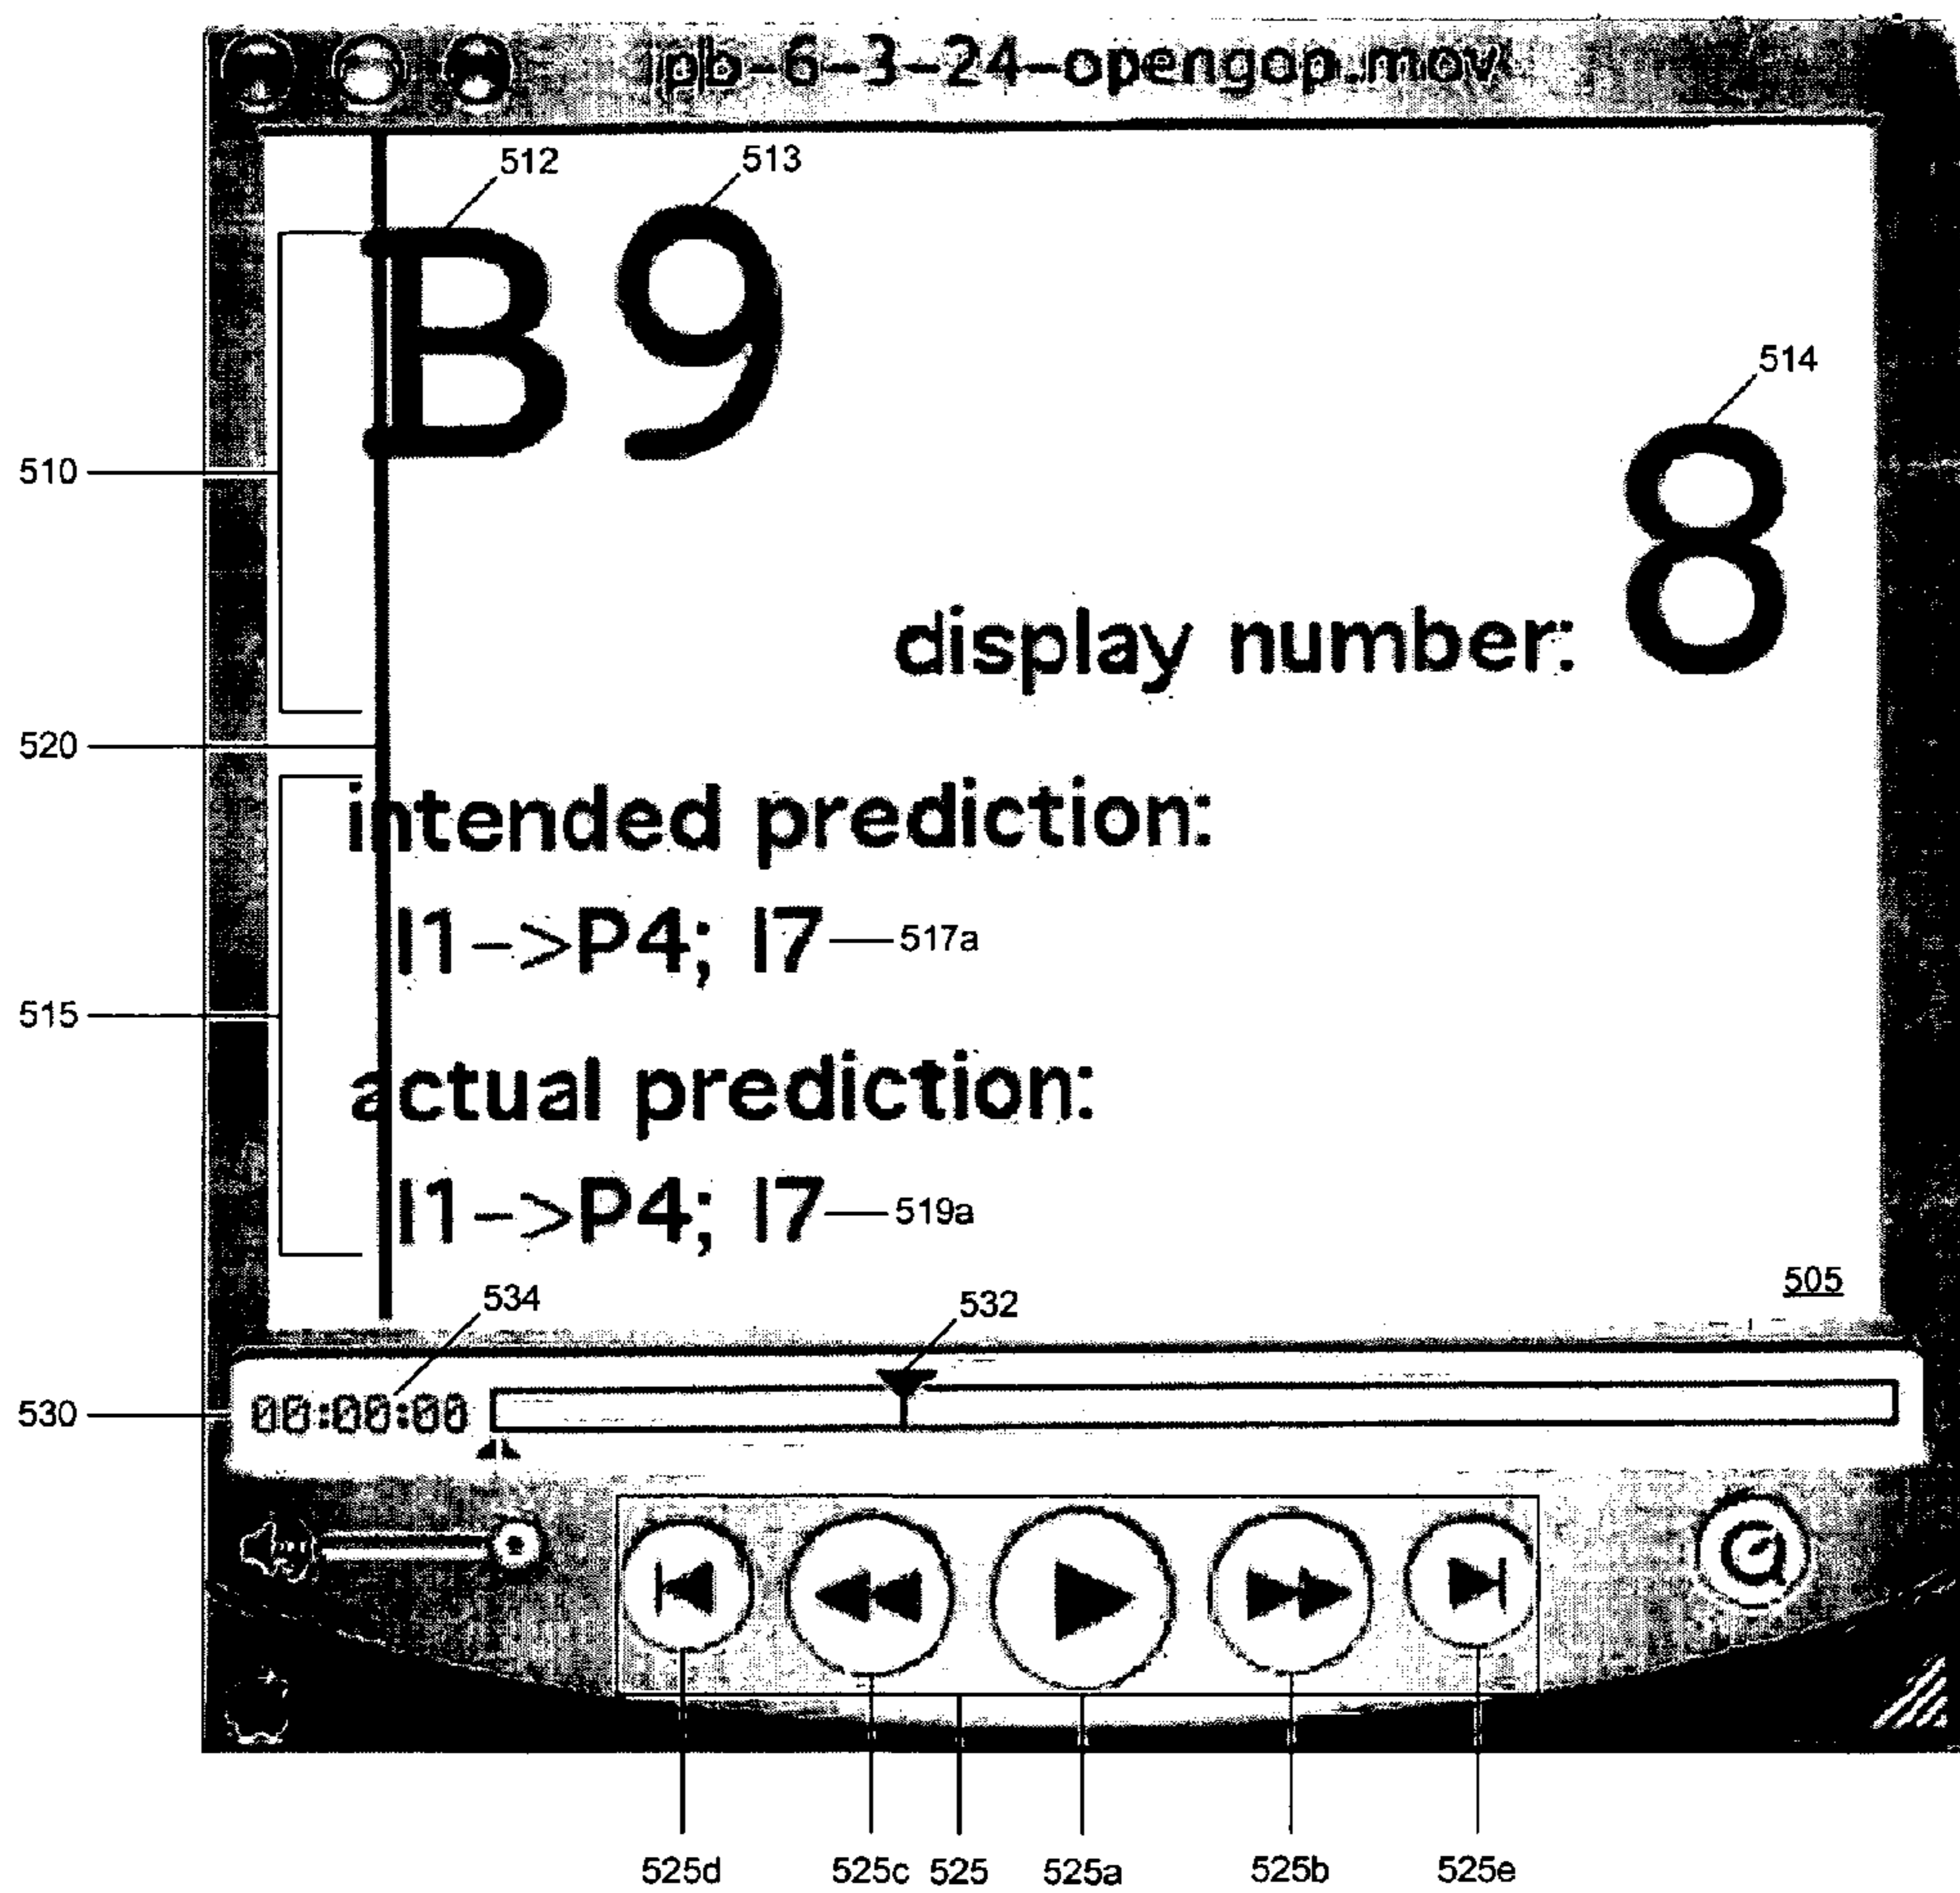 pb-6-3-24-opengop.mov
512
513
B9
514
8
510
display number:
520
intended prediction:
I1->P4; I7
517a
515
actual prediction:
I1->P4; I7
519a
505
534
532
530
00:00:00
525d
525c
525
525a
525b
525e